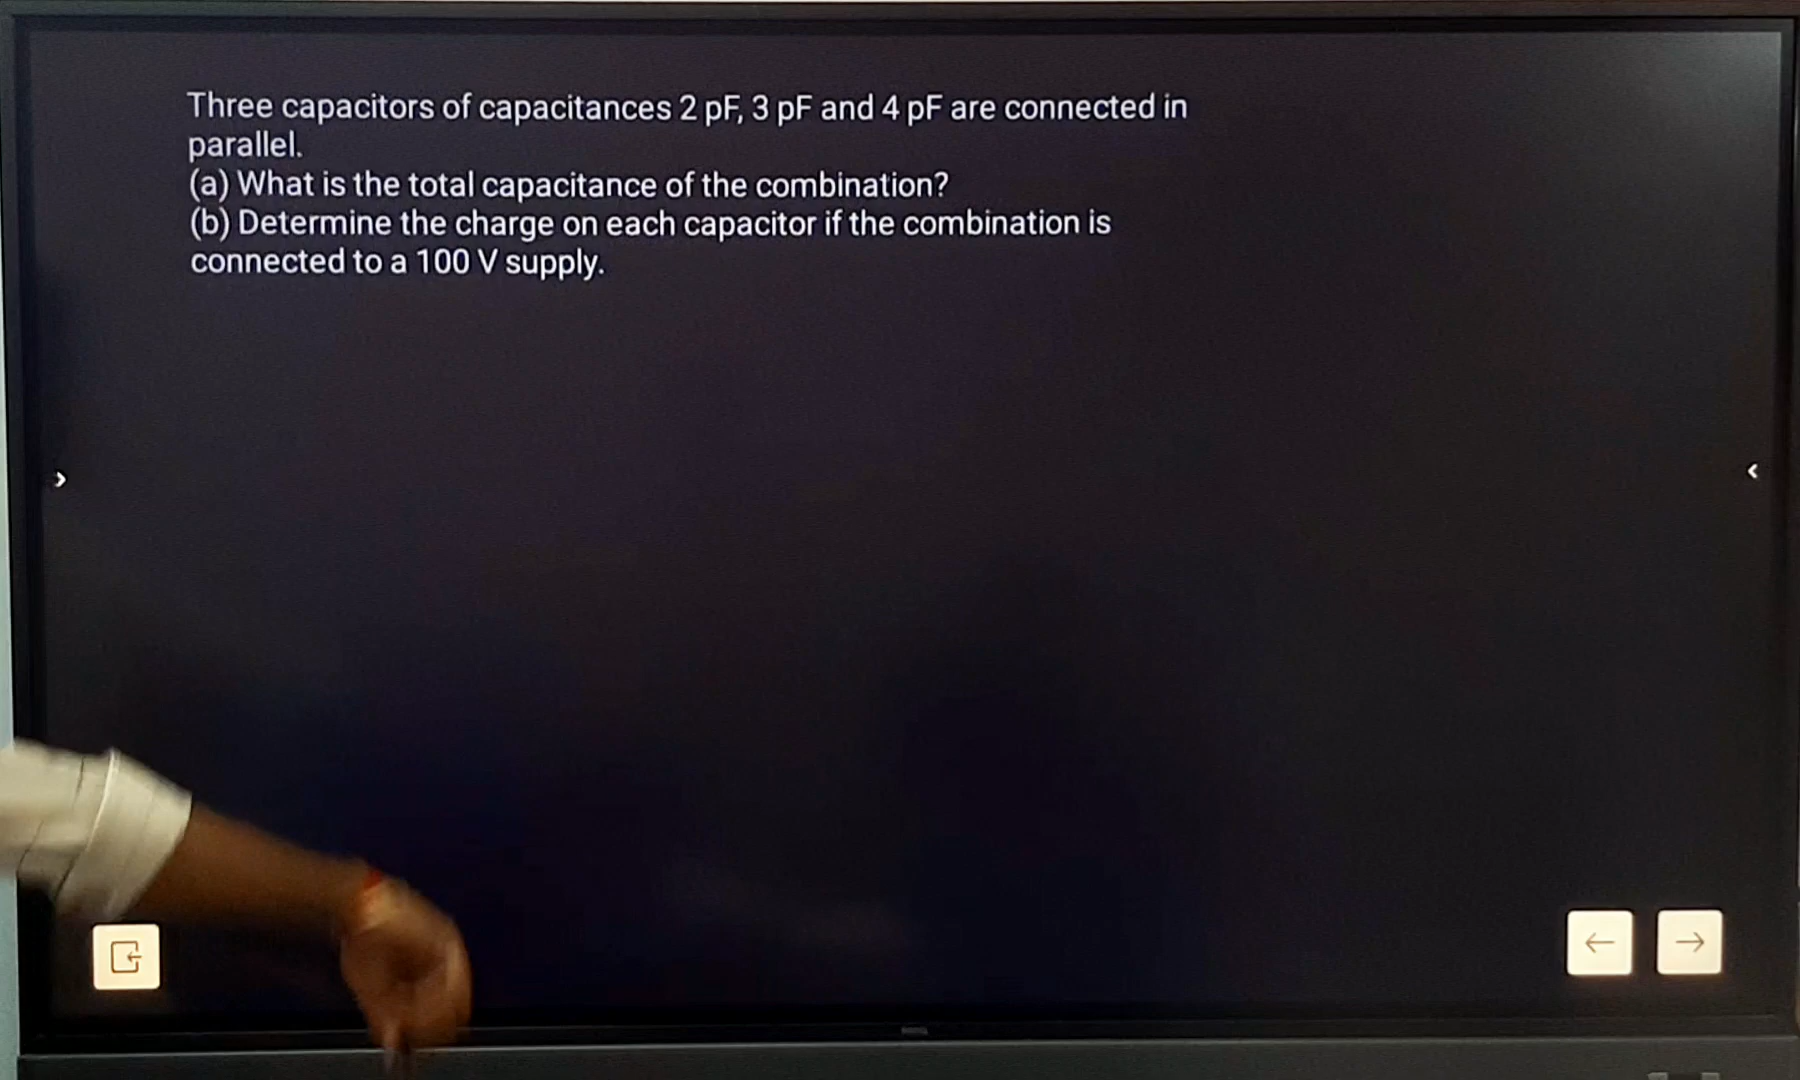 Three capacitors of capacitances 2 pF, 3 pF and 4 pF are connected in
parallel.
(a) What is the total capacitance of the combination?
(b) Determine the charge on each capacitor if the combination is
connected to a 100 V supply.